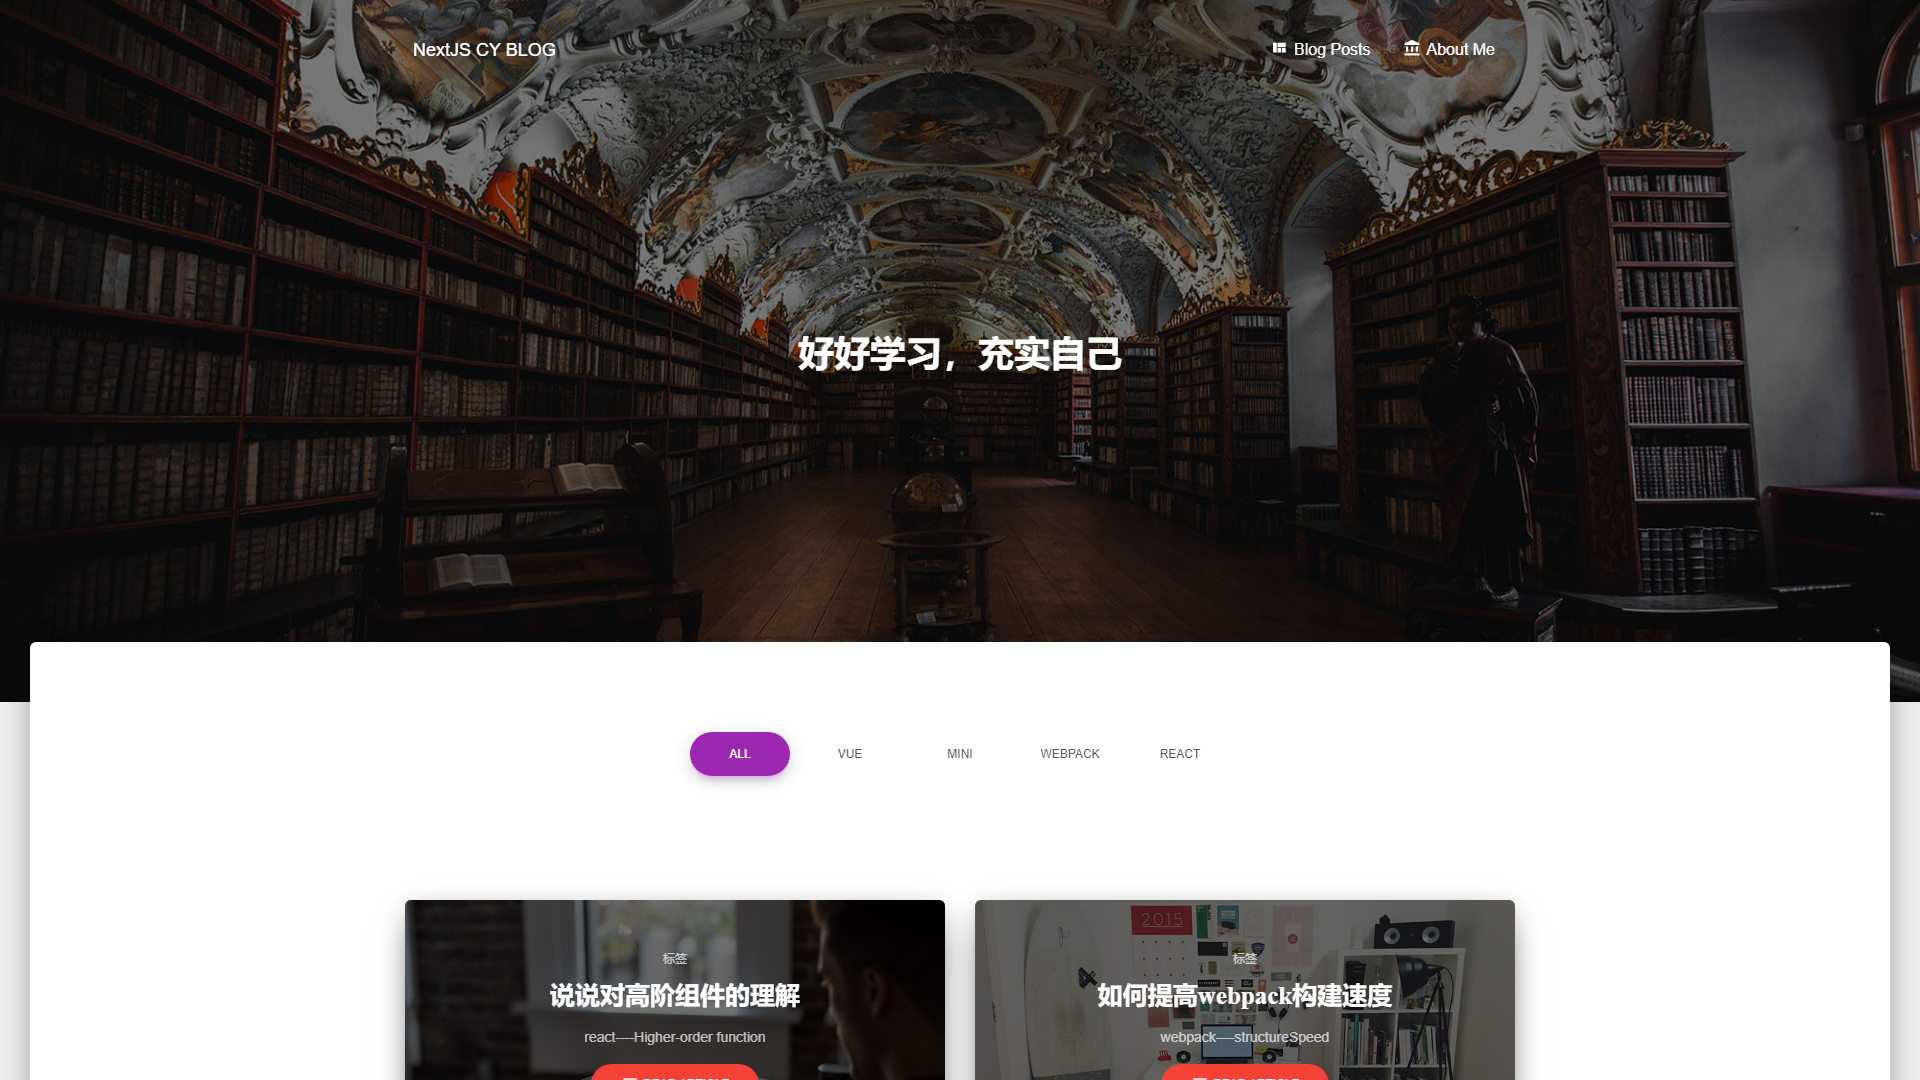 NextJS CY BLOG
Blog Posts
About Me
好好学习，充实自己
ALL
VUE
MINI
WEBPACK
REACT
2015
标签
说说对高阶组件的理解
react----Higher-order function
标签
如何提高webpack构建速度
webpack----structureSpeed